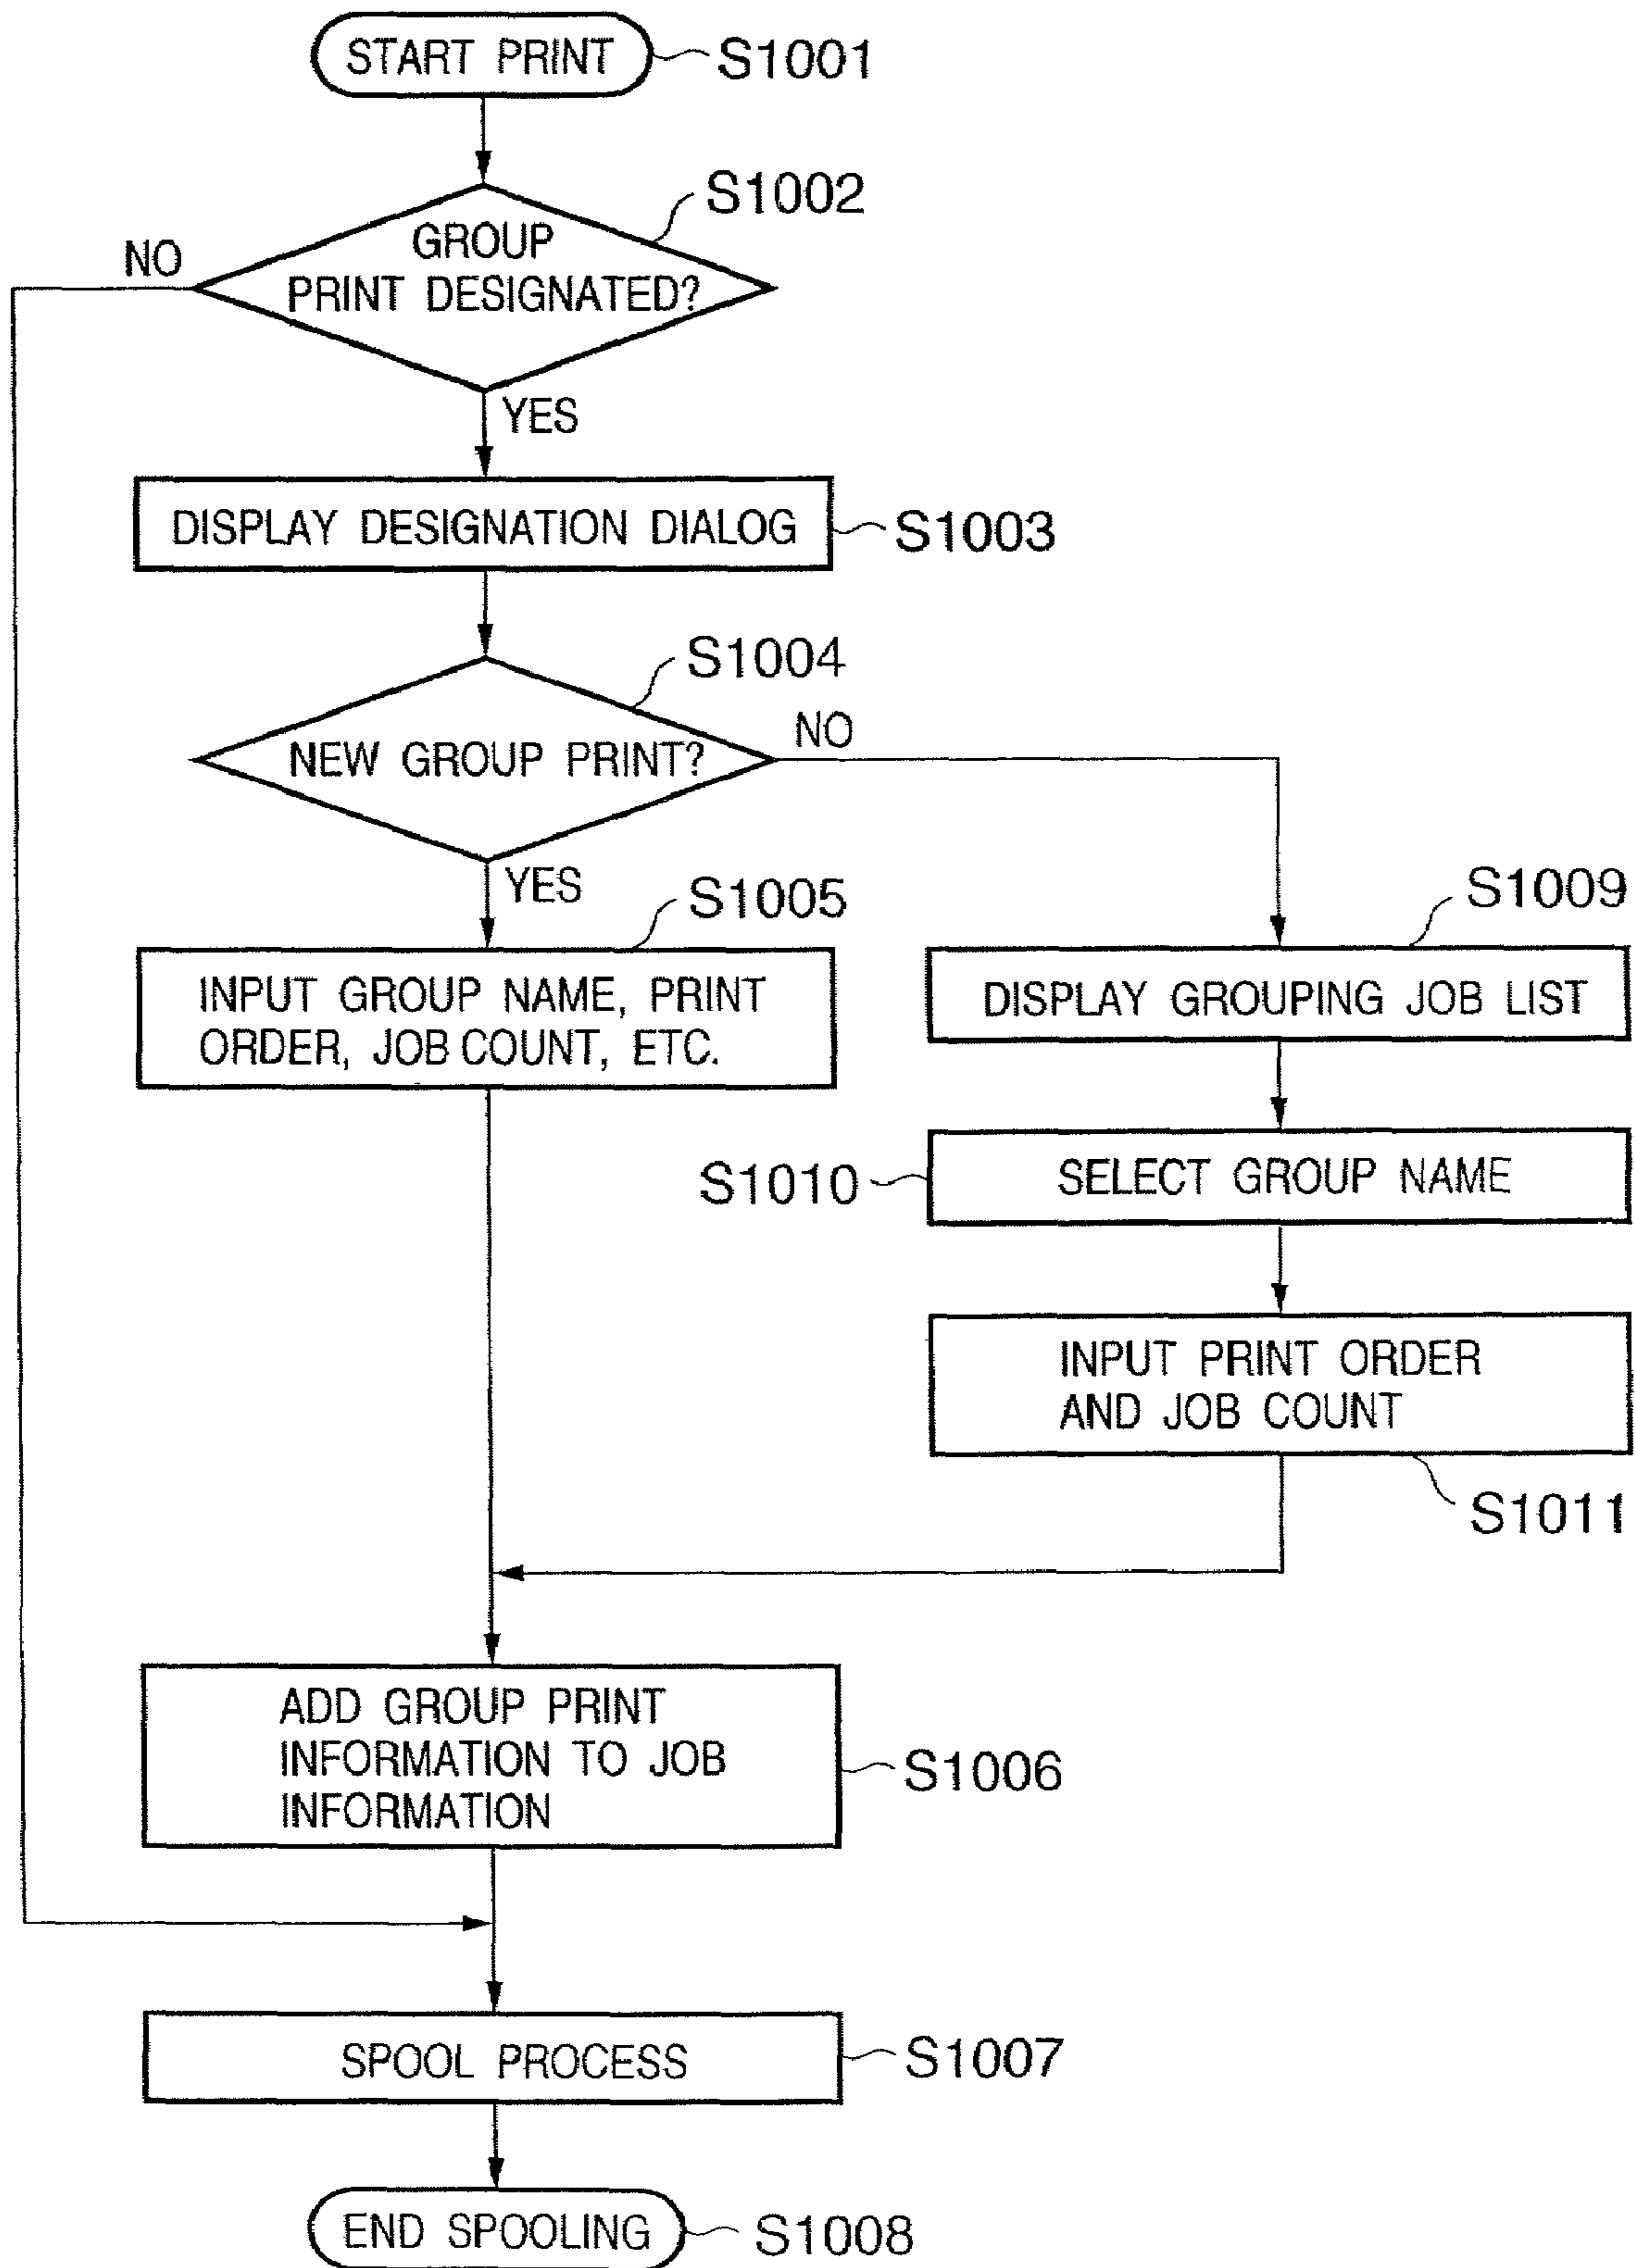 START PRINT
S1001
S1002
GROUP
PRINT DESIGNATED?
NO
YES
DISPLAY DESIGNATION DIALOG
S1003
S1004
NEW GROUP PRINT?
NO
YES
S1005
INPUT GROUP NAME, PRINT
ORDER, JOB COUNT, ETC.
S1009
DISPLAY GROUPING JOB LIST
S1010
SELECT GROUP NAME
INPUT PRINT ORDER
AND JOB COUNT
S1011
ADD GROUP PRINT
INFORMATION TO JOB
INFORMATION
S1006
SPOOL PROCESS
S1007
END SPOOLING
S1008